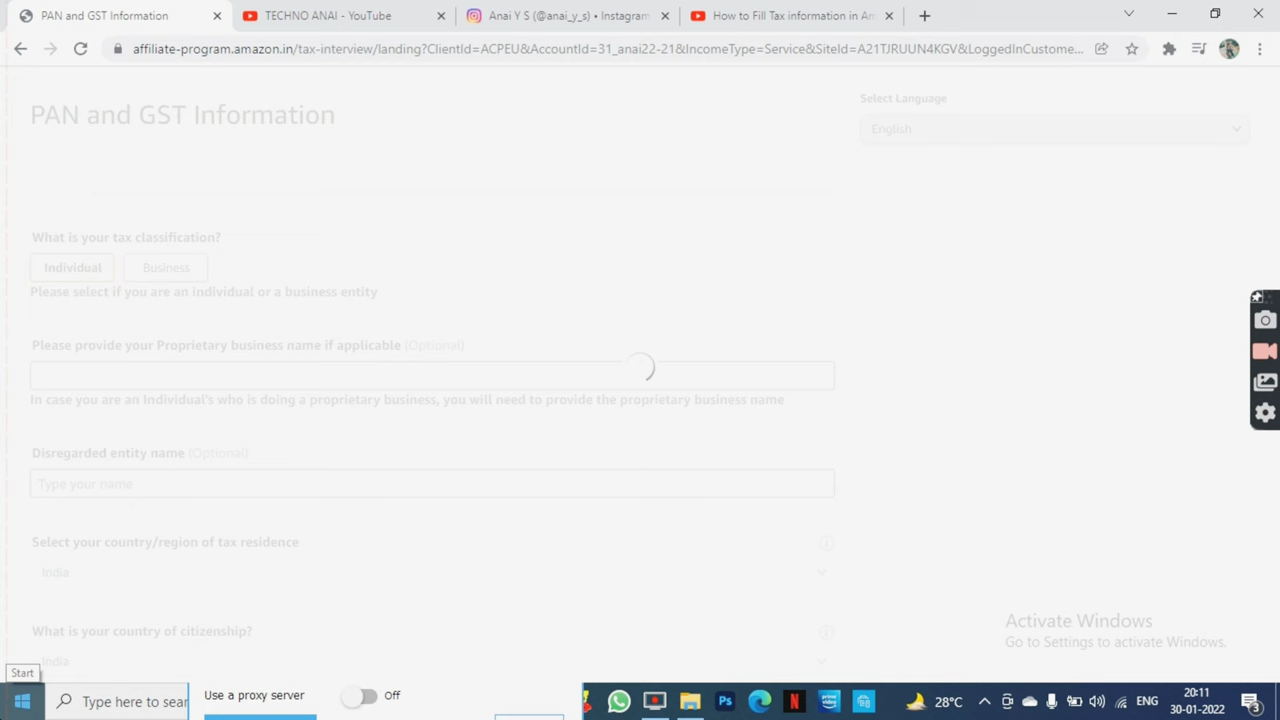 PAN and GST Information
TECHNO ANAI - YouTube
Anai Y S (@anai_y_s) • Instagram
How to Fill Tax information in Am
affiliate-program.amazon.in/tax-interview/landing?ClientId=ACPEU&AccountId=31_anai22-21&IncomeType=Service&SiteId=A21TJRUUN4KGV&LoggedInCustome...
PAN and GST Information
Select Language
English
What is your tax classification?
Individual
Business
Please select if you are an individual or a business entity
Please provide your Proprietary business name if applicable (Optional)
In case you are an Individual's who is doing a proprietary business, you will need to provide the proprietary business name
Disregarded entity name (Optional)
Type your name
Select your country/region of tax residence
India
What is your country of citizenship?
India
Activate Windows
Go to Settings to activate Windows.
Start
Type here to sear
Use a proxy server
Off
Ps
N
prime video
28°C
ENG
20:11
30-01-2022
3